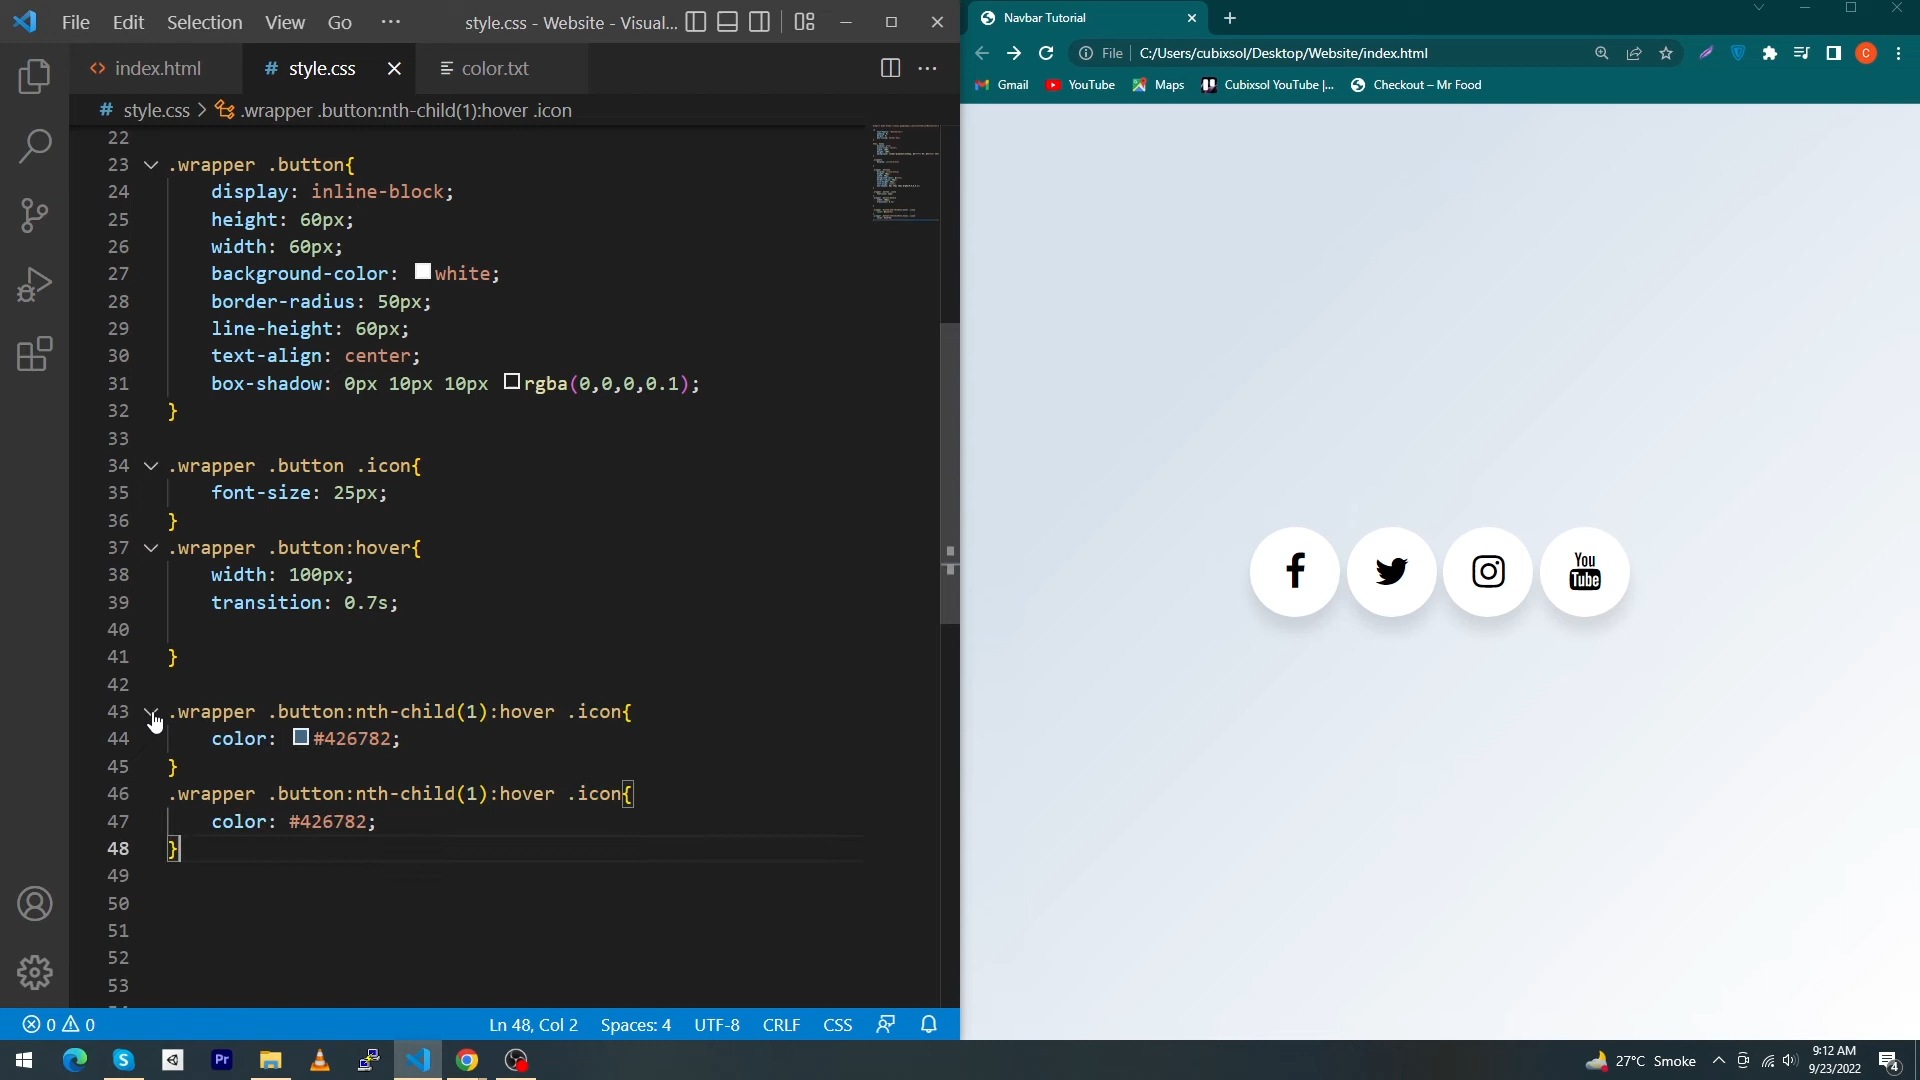 File Edit Selection View Go ··· style.css - Website - Visual...
index.html # style.css color.txt
# style.css > .wrapper .button:nth-child(1):hover .icon
22
23 .wrapper .button{
24 display: inline-block;
25 height: 60px;
26 width: 60px;
27 background-color: white;
28 border-radius: 50px;
29 line-height: 60px;
30 text-align: center;
31 box-shadow: 0px 10px 10px rgba(0,0,0,0.1);
32 }
33
34 .wrapper .button .icon{
35 font-size: 25px;
36 }
37 .wrapper .button:hover{
38 width: 100px;
39 transition: 0.7s;
40
41 }
42
43 .wrapper .button:nth-child(1):hover .icon{
44 color: #426782;
45 }
46 .wrapper .button:nth-child(1):hover .icon{
47 color: #426782;
48 }
49
50
51
52
53
0 0 Ln 48, Col 2 Spaces: 4 UTF-8 CRLF CSS
Navbar Tutorial
File C:/Users/cubixsol/Desktop/Website/index.html C
Gmail YouTube Maps Cubixsol YouTube |... Checkout – Mr Food
You
Tube
S Pr 27°C Smoke 9:12 AM
9/23/2022 4